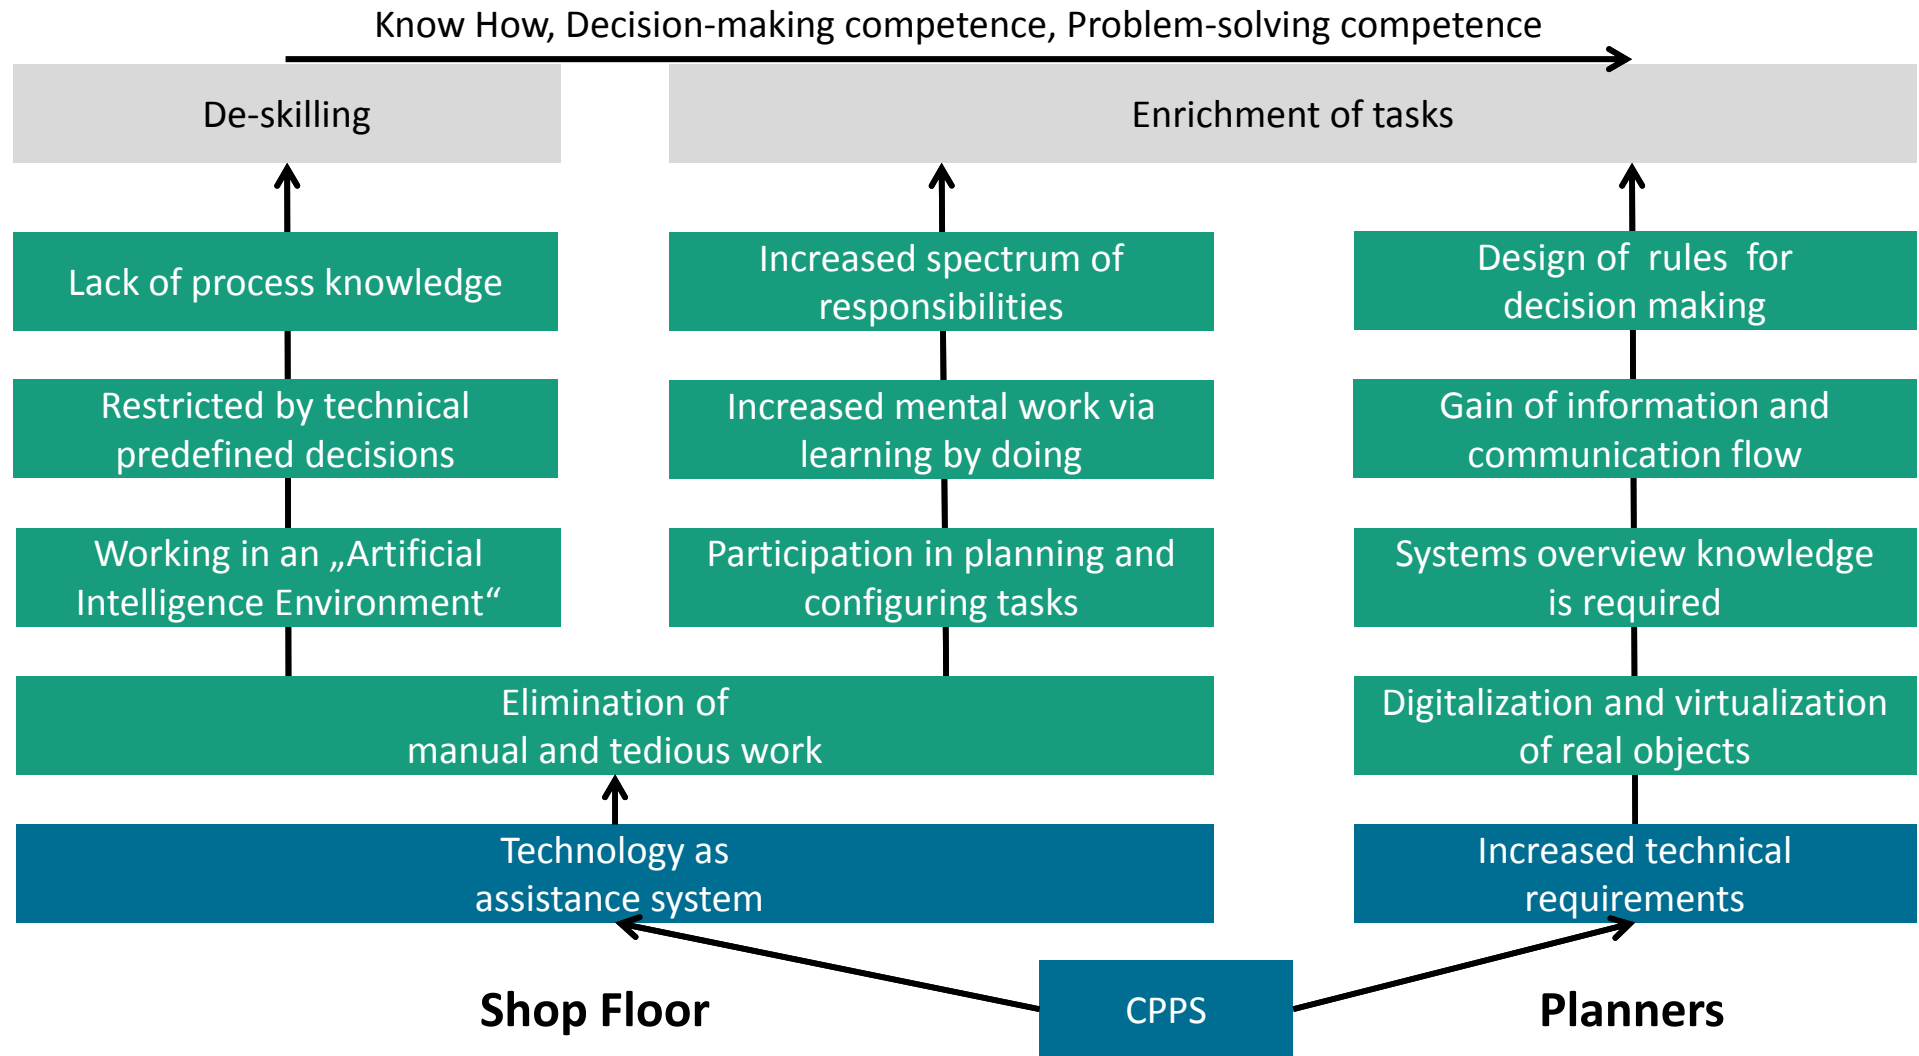 Know How, Decision-making competence, Problem-solving competence
De-skilling
Enrichment of tasks
Lack of process knowledge
Increased spectrum of
responsibilities
Design of rules for
decision making
Restricted by technical
predefined decisions
Increased mental work via
learning by doing
Gain of information and
communication flow
Working in an „Artificial
Intelligence Environment“
Participation in planning and
configuring tasks
Systems overview knowledge
is required
Elimination of
manual and tedious work
Digitalization and virtualization
of real objects
Technology as
assistance system
Increased technical
requirements
Shop Floor
CPPS
Planners